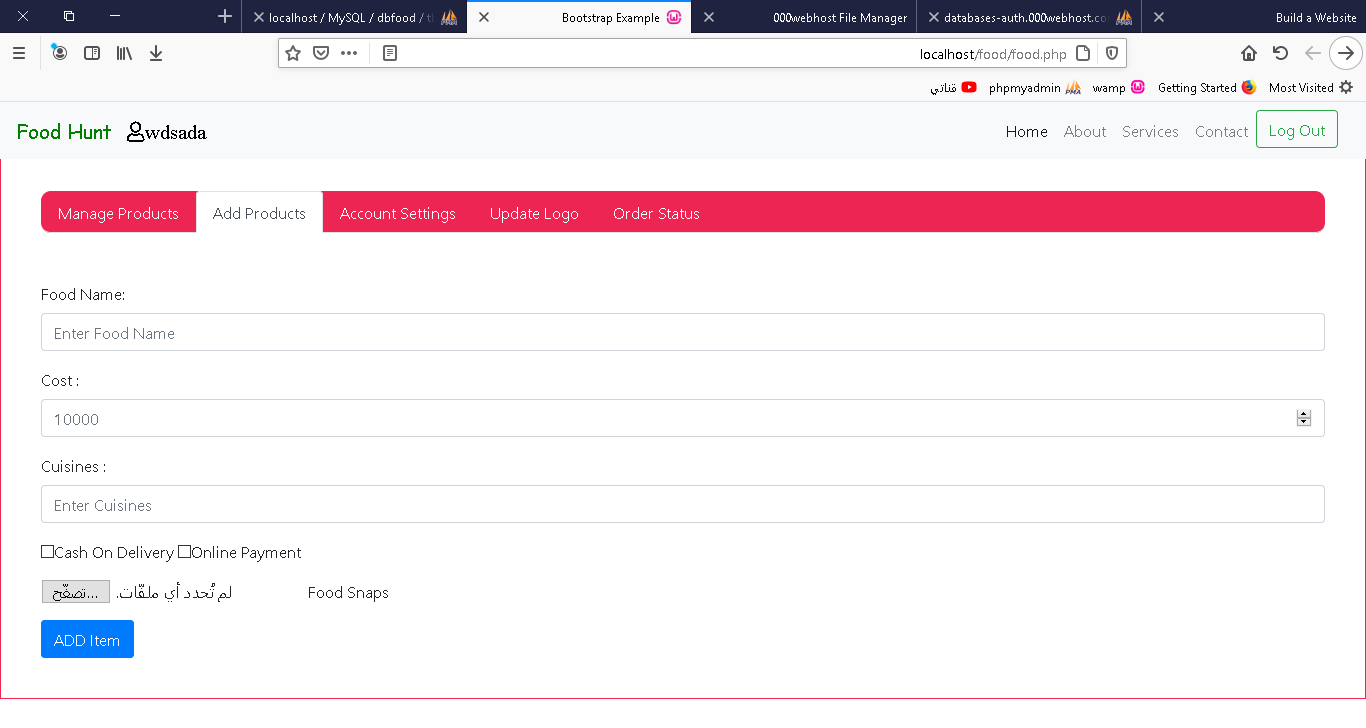 localhost / MySQL / dbfood / t
Bootstrap Example
000webhost File Manager
databases-auth.000webhost.co
Build a Website
localhost/food/food.php
قناتي
phpmyadmin
wamp
Getting Started
Most Visited
Food Hunt wdsada
Home About Services Contact Log Out
Manage Products Add Products Account Settings Update Logo Order Status
Food Name:
Enter Food Name
Cost :
10000
Cuisines :
Enter Cuisines
Cash On Delivery Online Payment
تصفّح... لم تُحدد أي ملفّات. Food Snaps
ADD Item